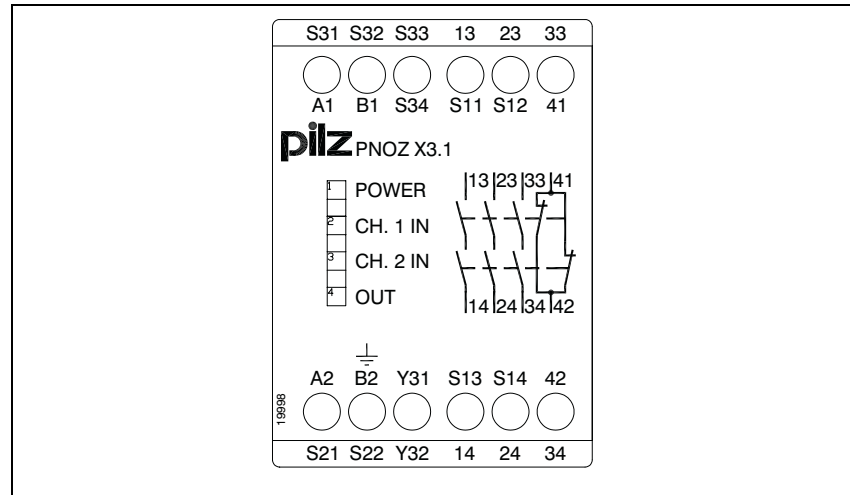 S31 S32 S33 13 23 33
A1 B1 S34 S11 S12 41
pilz PNOZ X3.1
13 23 33 41
1 POWER
2 CH. 1 IN
3 CH. 2 IN
4 OUT
14 24 34 42
A2 B2 Y31 S13 S14 42
19998
S21 S22 Y32 14 24 34